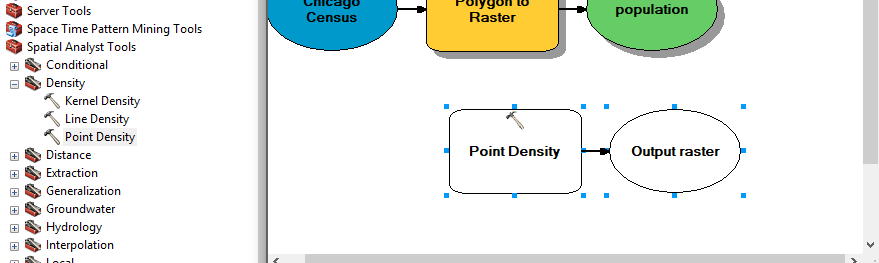 Server Tools
Space Time Pattern Mining Tools
Spatial Analyst Tools
Conditional
Density
Kernel Density
Line Density
Point Density
Distance
Extraction
Generalization
Groundwater
Hydrology
Interpolation
Local
Chicago
Census
Polygon to
Raster
population
Point Density
Output raster